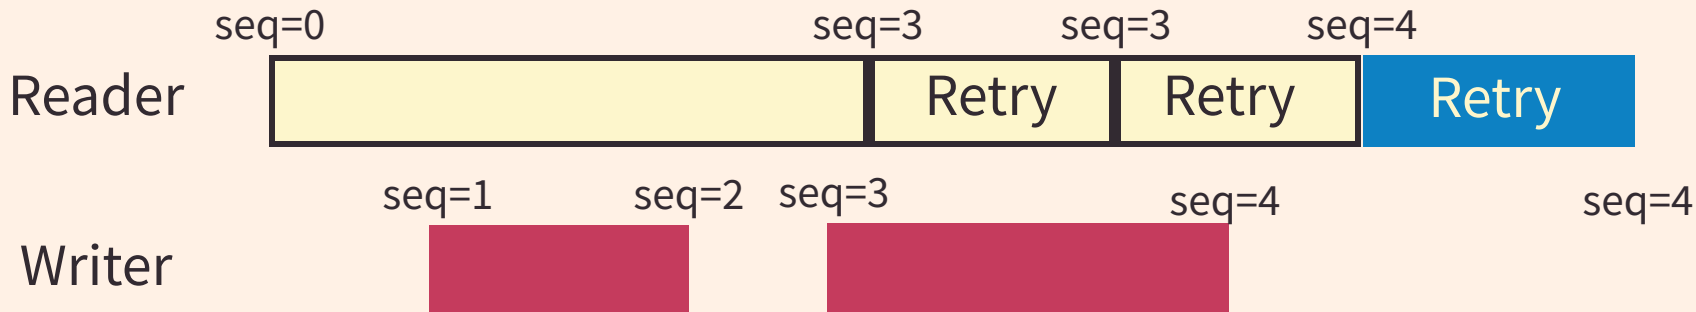 seq=0 seq=3 seq=3 seq=4
Reader Retry Retry Retry
seq=1 seq=2 seq=3 seq=4 seq=4
Writer